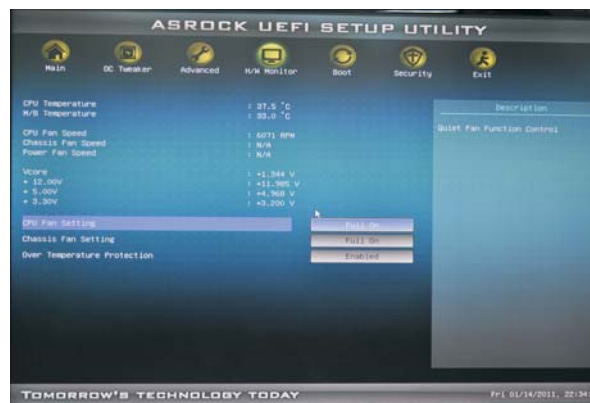 ASROCK UEFI SETUP UTILITY
Main OC Tweaker Advanced H/W Monitor Boot Security Exit
CPU Temperature : 37.5 °C
M/B Temperature : 33.0 °C
CPU Fan Speed : 6071 RPM
Chassis Fan Speed : N/A
Power Fan Speed : N/A
Vcore : +1.344 V
+ 12.00V : +11.985 V
+ 5.00V : +4.968 V
+ 3.30V : +3.200 V
CPU Fan Setting Full On
Chassis Fan Setting Full On
Over Temperature Protection Enabled
Description
Quiet Fan Function Control
TOMORROW'S TECHNOLOGY TODAY
Fri 01/14/2011, 22:34: